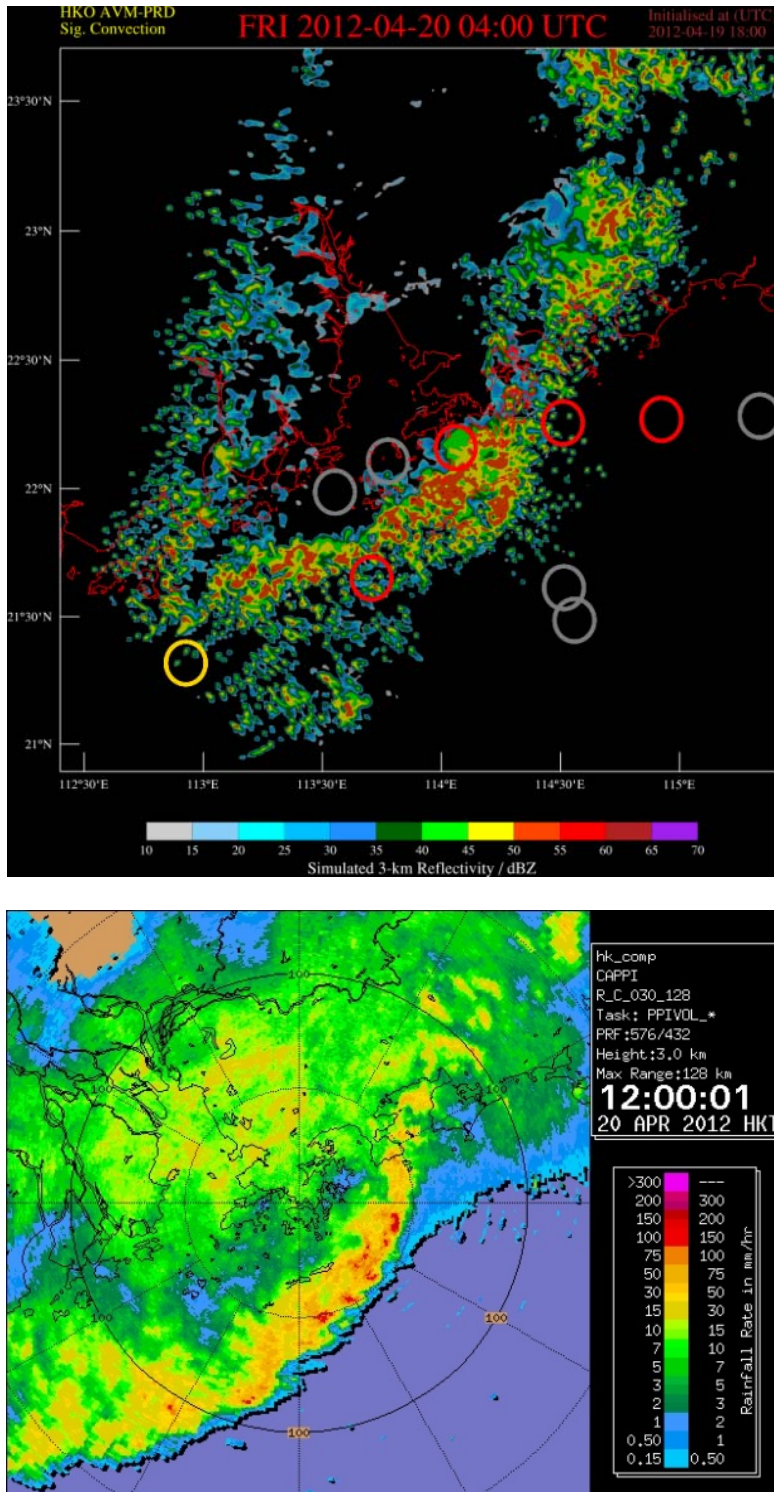 HKO AVM-PRD
Sig. Convection
FRI 2012-04-20 04:00 UTC
Initialised at (UTC
2012-04-19 18:00
23°30'N
23°N
22°30'N
22°N
21°30'N
21°N
112°30'E 113°E 113°30'E 114°E 114°30'E 115°E
10 15 20 25 30 35 40 45 50 55 60 65 70
Simulated 3-km Reflectivity / dBZ
100
100
100
100
100
100
hk_comp
CAPPI
R_C_030_128
Task: PPIVOL_*
PRF:576/432
Height:3.0 km
Max Range:128 km
12:00:01
20 APR 2012 HKT
>300 ---
200 300
150 200
100 150
75 100
50 75
30 50
15 30
10 15
7 10
5 7
3 5
2 3
1 2
0.50 1
0.15 0.50
Rainfall Rate in mm/hr